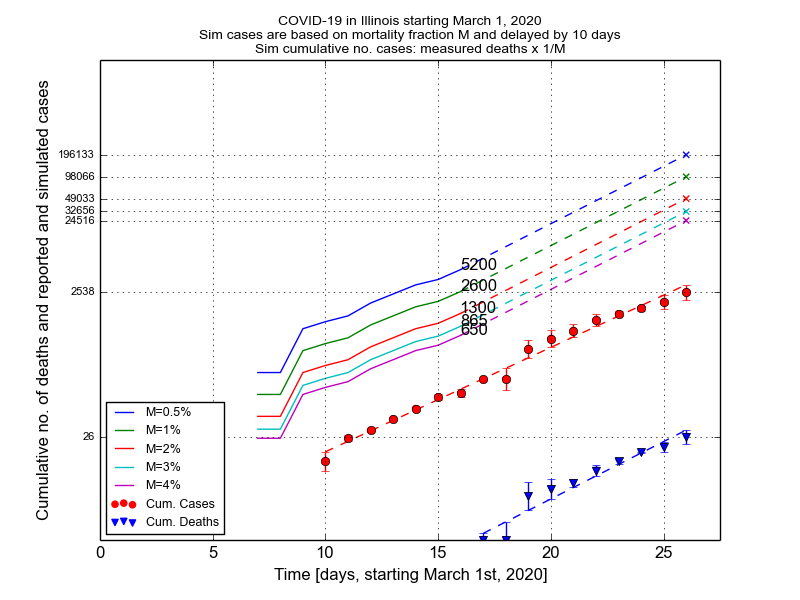 COVID-19 in Illinois starting March 1, 2020
Sim cases are based on mortality fraction M and delayed by 10 days
Sim cumulative no. cases: measured deaths x 1/M
Cumulative no. of deaths and reported and simulated cases
196133
98066
49033
32656
24516
2538
26
5200
2600
1300
865
650
M=0.5%
M=1%
M=2%
M=3%
M=4%
Cum. Cases
Cum. Deaths
0 5 10 15 20 25
Time [days, starting March 1st, 2020]